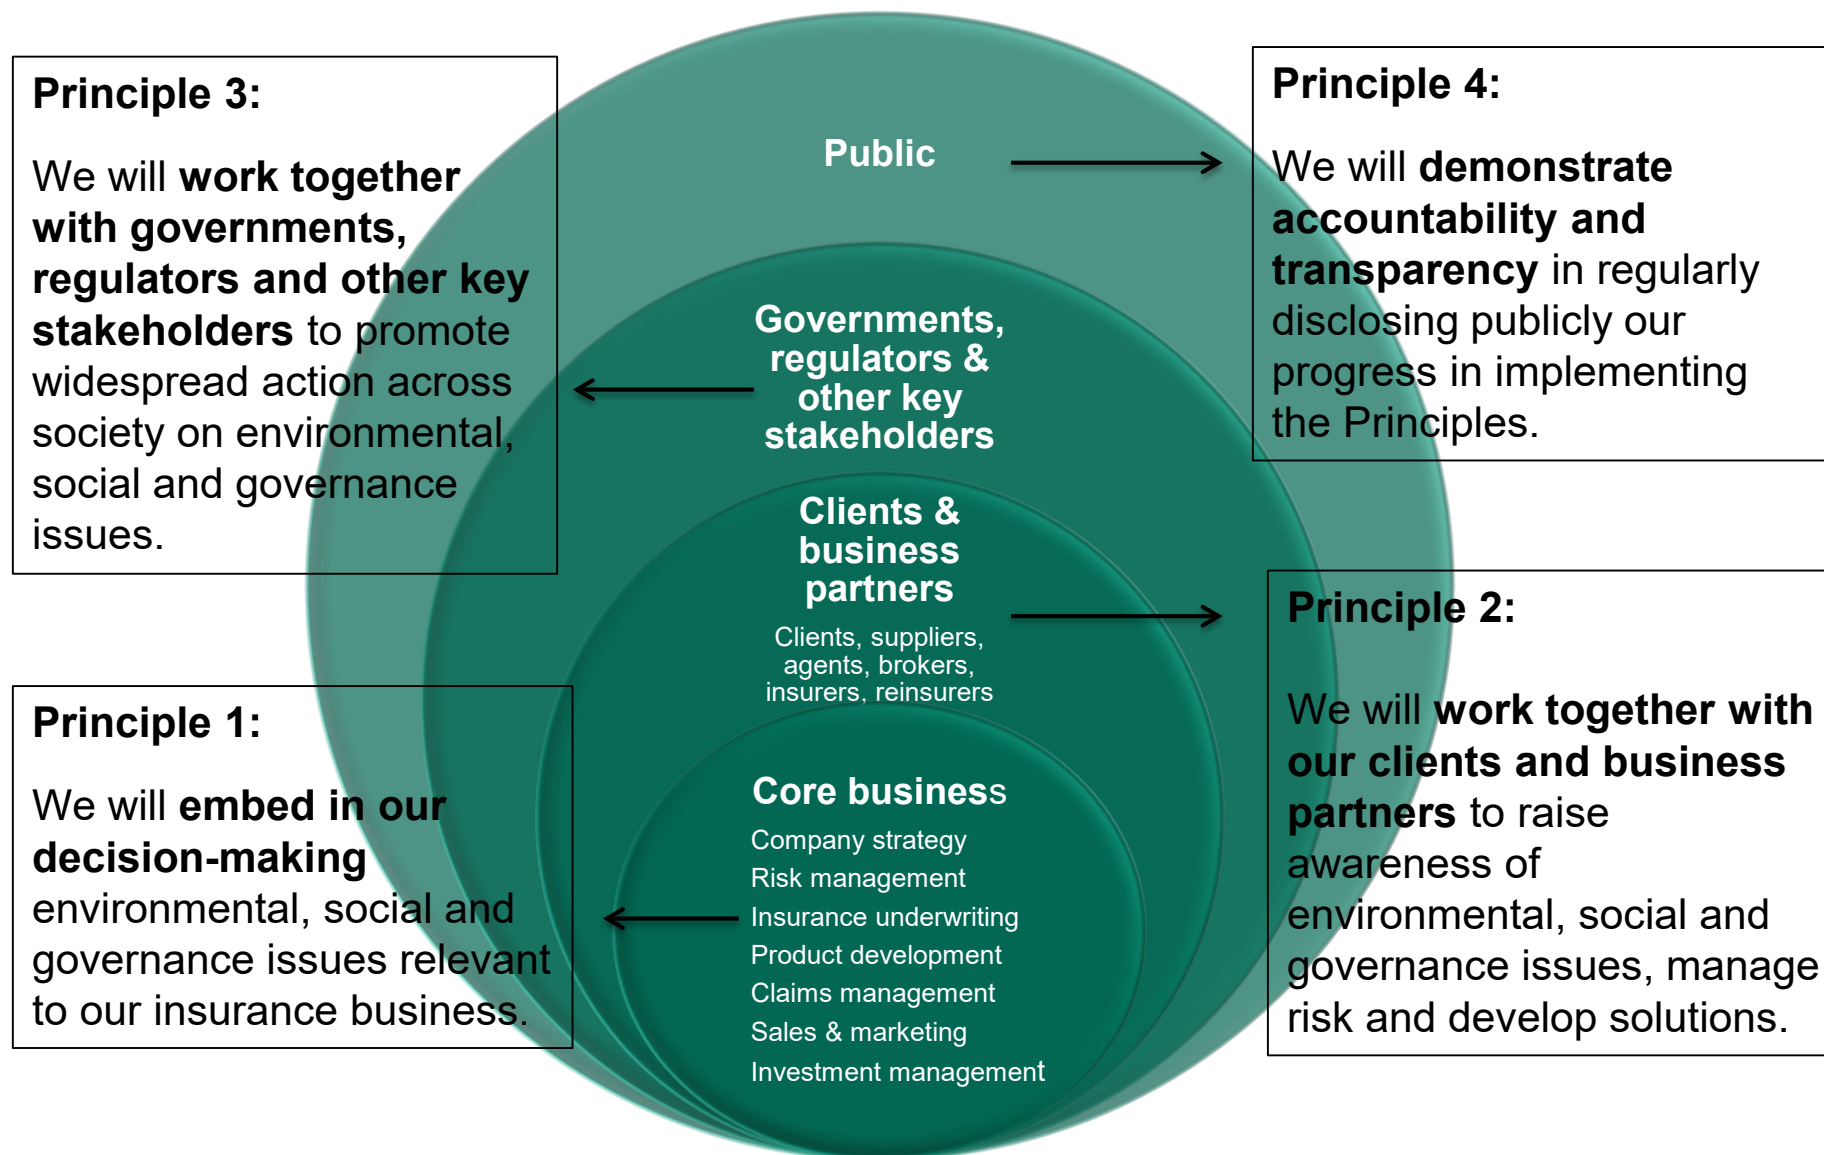 Principle 3:
We will work together
with governments,
regulators and other key
stakeholders to promote
widespread action across
society on environmental,
social and governance
issues.
Public
Principle 4:
We will demonstrate
accountability and
transparency in regularly
disclosing publicly our
progress in implementing
the Principles.
Governments,
regulators &
other key
stakeholders
Clients &
business
partners
Clients, suppliers,
agents, brokers,
insurers, reinsurers
Principle 2:
We will work together with
our clients and business
partners to raise
awareness of
environmental, social and
governance issues, manage
risk and develop solutions.
Principle 1:
We will embed in our
decision-making
environmental, social and
governance issues relevant
to our insurance business.
Core business
Company strategy
Risk management
Insurance underwriting
Product development
Claims management
Sales & marketing
Investment management